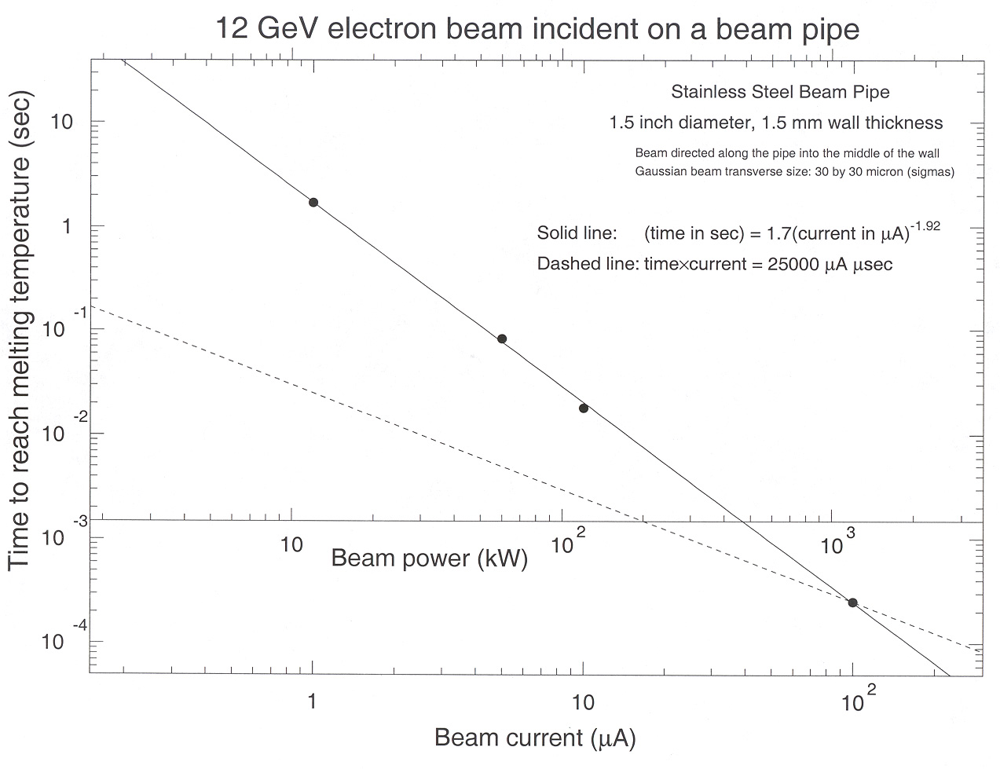 12 GeV electron beam incident on a beam pipe
Stainless Steel Beam Pipe
1.5 inch diameter, 1.5 mm wall thickness
Beam directed along the pipe into the middle of the wall
Gaussian beam transverse size: 30 by 30 micron (sigmas)
Solid line: (time in sec) = 1.7(current in μA)^-1.92
Dashed line: time×current = 25000 μA μsec
Time to reach melting temperature (sec)
10
1
10^-1
10^-2
10^-3
10^-4
10 10^2 10^3
Beam power (kW)
1 10 10^2
Beam current (μA)